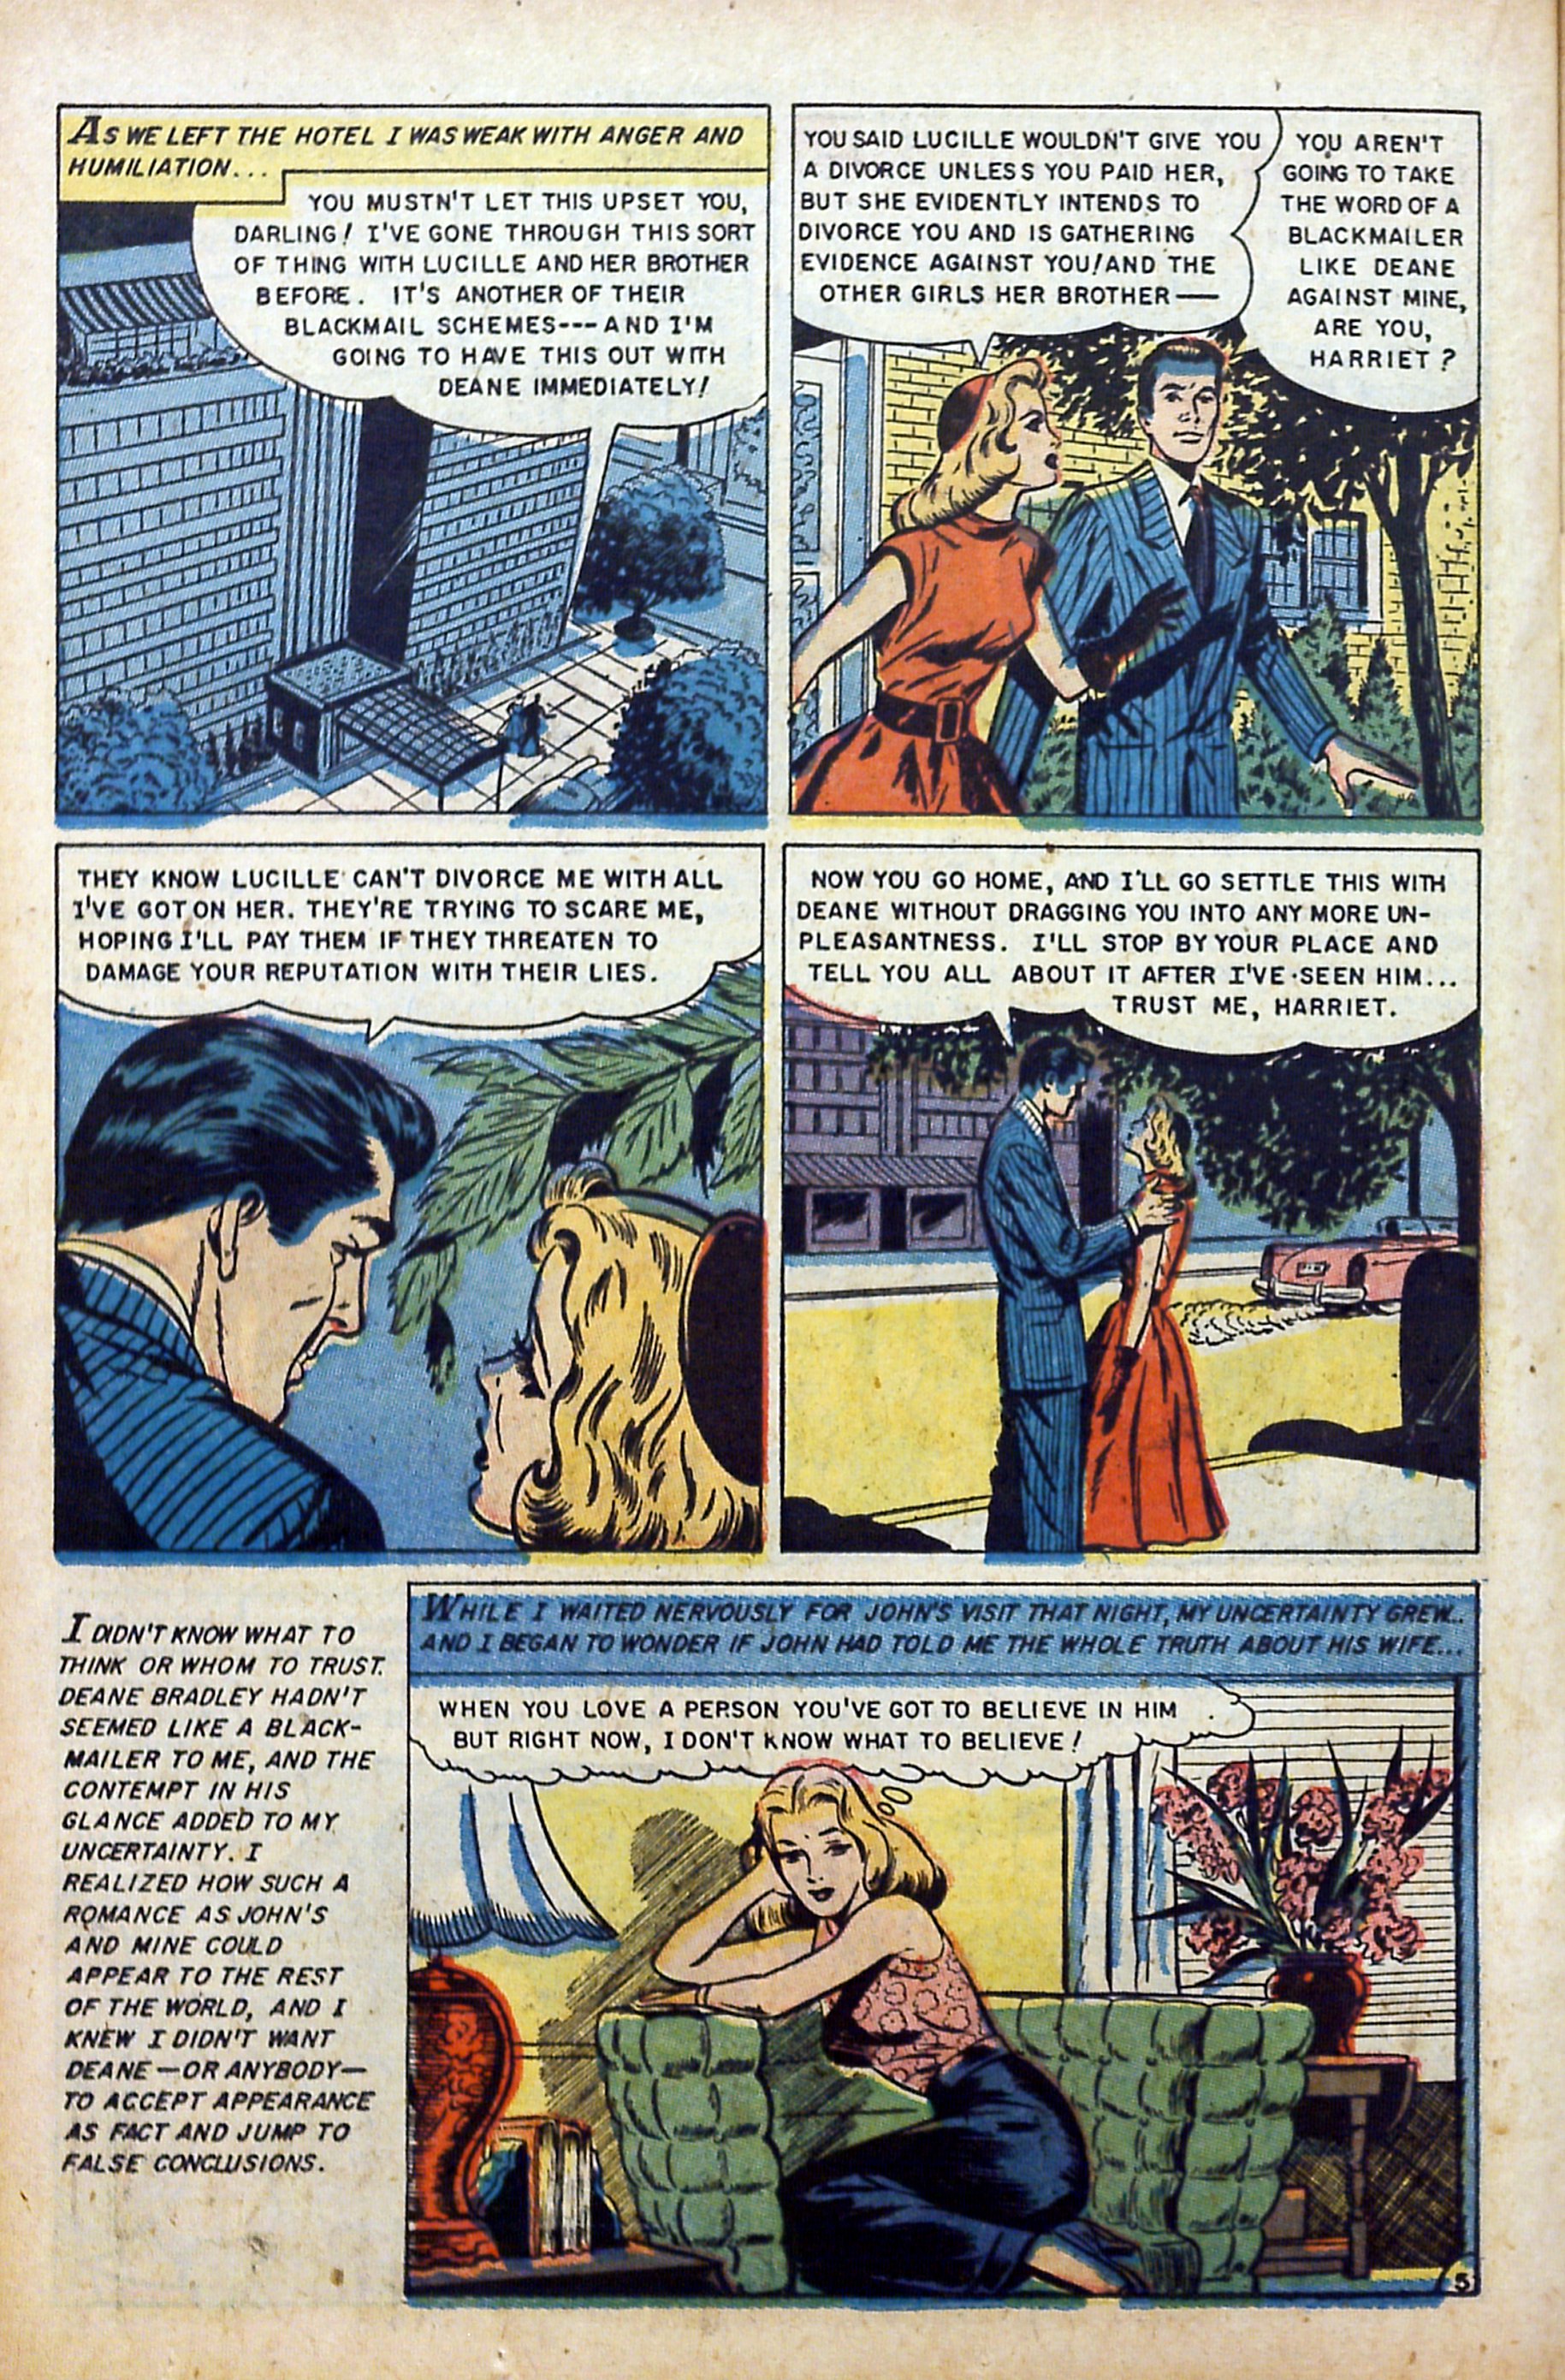 AS WE LEFT THE HOTEL I WAS WEAK WITH ANGER AND
HUMILIATION...
YOU MUSTN'T LET THIS UPSET YOU,
DARLING! I'VE GONE THROUGH THIS SORT
OF THING WITH LUCILLE AND HER BROTHER
BEFORE. IT'S ANOTHER OF THEIR
BLACKMAIL SCHEMES---AND I'M
GOING TO HAVE THIS OUT WITH
DEANE IMMEDIATELY!
YOU SAID LUCILLE WOULDN'T GIVE YOU
A DIVORCE UNLESS YOU PAID HER,
BUT SHE EVIDENTLY INTENDS TO
DIVORCE YOU AND IS GATHERING
EVIDENCE AGAINST YOU! AND THE
OTHER GIRLS HER BROTHER—
YOU AREN'T
GOING TO TAKE
THE WORD OF A
BLACKMAILER
LIKE DEANE
AGAINST MINE,
ARE YOU,
HARRIET?
THEY KNOW LUCILLE CAN'T DIVORCE ME WITH ALL
I'VE GOT ON HER. THEY'RE TRYING TO SCARE ME,
HOPING I'LL PAY THEM IF THEY THREATEN TO
DAMAGE YOUR REPUTATION WITH THEIR LIES.
NOW YOU GO HOME, AND I'LL GO SETTLE THIS WITH
DEANE WITHOUT DRAGGING YOU INTO ANY MORE UN-
PLEASANTNESS. I'LL STOP BY YOUR PLACE AND
TELL YOU ALL ABOUT IT AFTER I'VE SEEN HIM...
TRUST ME, HARRIET.
I DIDN'T KNOW WHAT TO
THINK OR WHOM TO TRUST.
DEANE BRADLEY HADN'T
SEEMED LIKE A BLACK-
MAILER TO ME, AND THE
CONTEMPT IN HIS
GLANCE ADDED TO MY
UNCERTAINTY. I
REALIZED HOW SUCH A
ROMANCE AS JOHN'S
AND MINE COULD
APPEAR TO THE REST
OF THE WORLD, AND I
KNEW I DIDN'T WANT
DEANE—OR ANYBODY—
TO ACCEPT APPEARANCE
AS FACT AND JUMP TO
FALSE CONCLUSIONS.
WHILE I WAITED NERVOUSLY FOR JOHN'S VISIT THAT NIGHT, MY UNCERTAINTY GREW...
AND I BEGAN TO WONDER IF JOHN HAD TOLD ME THE WHOLE TRUTH ABOUT HIS WIFE...
WHEN YOU LOVE A PERSON YOU'VE GOT TO BELIEVE IN HIM
BUT RIGHT NOW, I DON'T KNOW WHAT TO BELIEVE!
5